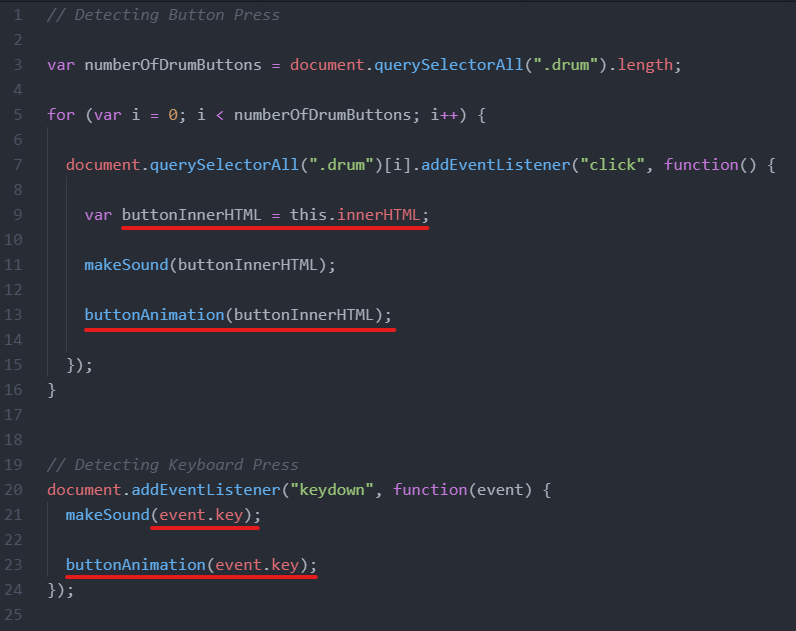 1 // Detecting Button Press
2
3 var numberOfDrumButtons = document.querySelectorAll(".drum").length;
4
5 for (var i = 0; i < numberOfDrumButtons; i++) {
6
7 document.querySelectorAll(".drum")[i].addEventListener("click", function() {
8
9 var buttonInnerHTML = this.innerHTML;
10
11 makeSound(buttonInnerHTML);
12
13 buttonAnimation(buttonInnerHTML);
14
15 });
16 }
17
18
19 // Detecting Keyboard Press
20 document.addEventListener("keydown", function(event) {
21 makeSound(event.key);
22
23 buttonAnimation(event.key);
24 });
25